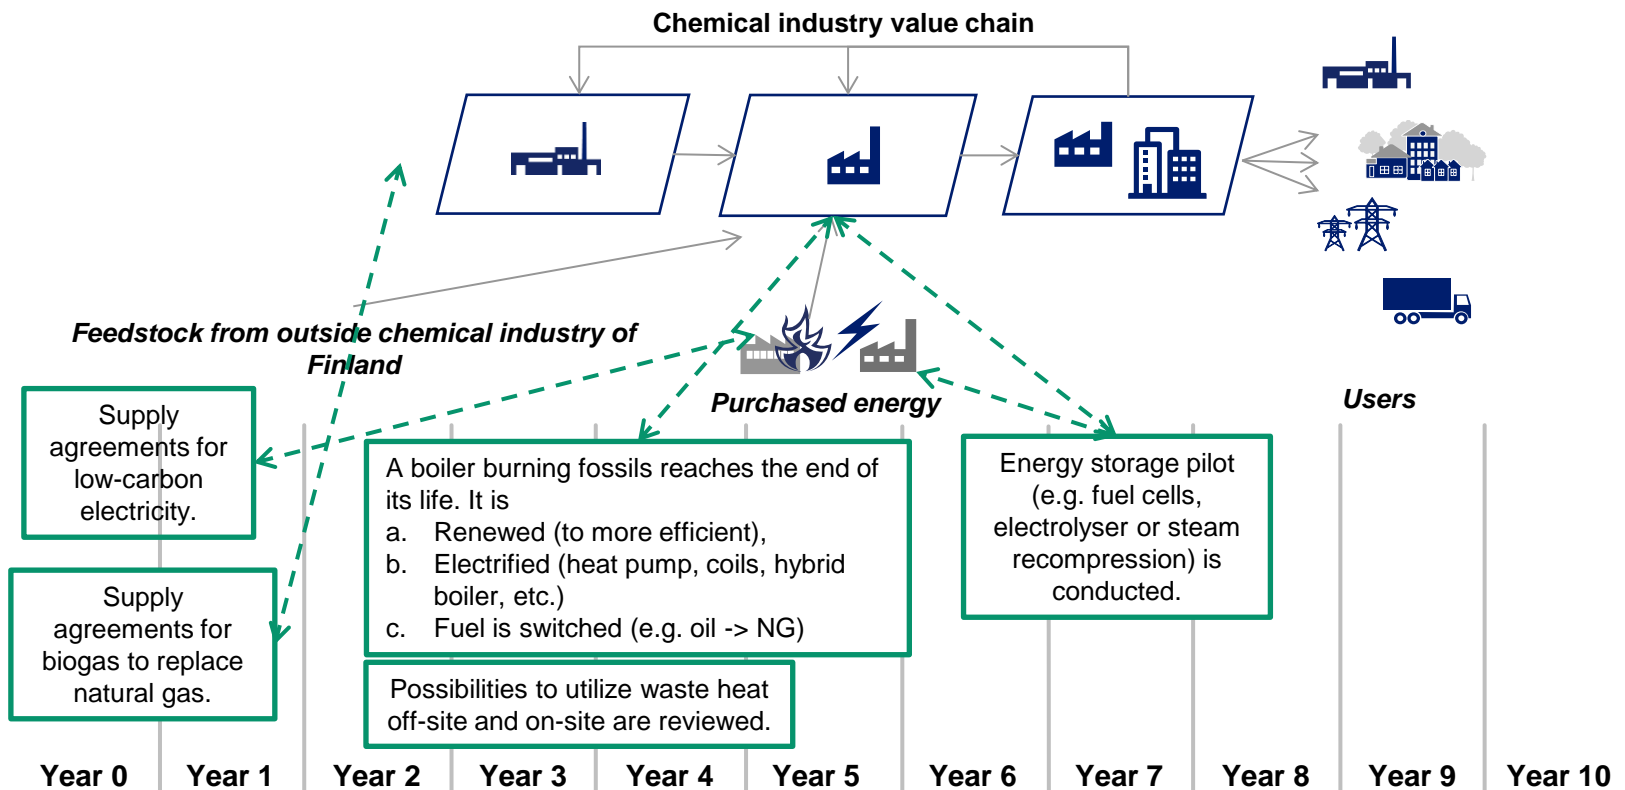 Chemical industry value chain
Feedstock from outside chemical industry of
Finland
Purchased energy
Users
Supply
agreements for
low-carbon
electricity.
Supply
agreements for
biogas to replace
natural gas.
A boiler burning fossils reaches the end of
its life. It is
a. Renewed (to more efficient),
b. Electrified (heat pump, coils, hybrid
boiler, etc.)
c. Fuel is switched (e.g. oil -> NG)
Possibilities to utilize waste heat
off-site and on-site are reviewed.
Energy storage pilot
(e.g. fuel cells,
electrolyser or steam
recompression) is
conducted.
Year 0 Year 1 Year 2 Year 3 Year 4 Year 5 Year 6 Year 7 Year 8 Year 9 Year 10